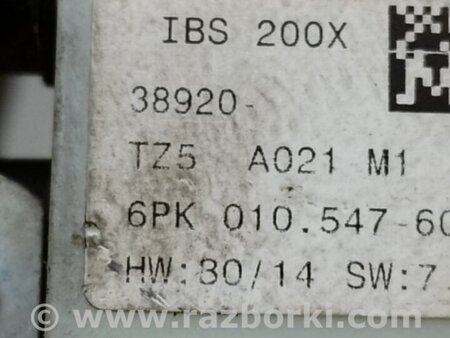 IBS 200X
38920-
TZ5 A021 M1
6PK 010.547-60
HW:30/14 SW:7
www.razborki.com